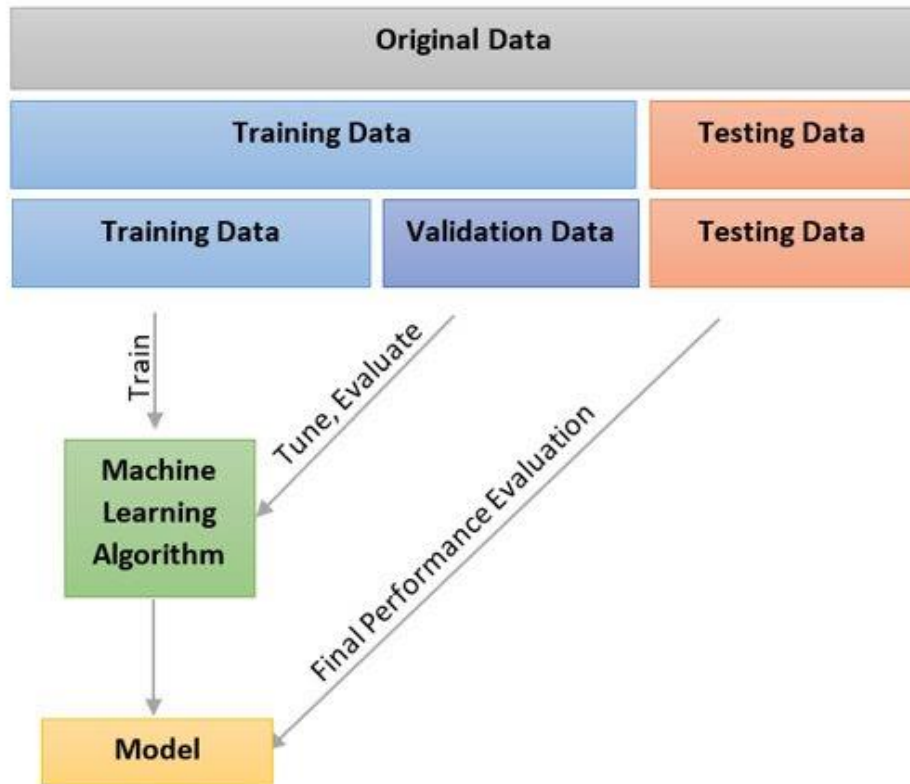 Original Data
Training Data
Testing Data
Training Data
Validation Data
Testing Data
Train
Tune, Evaluate
Final Performance Evaluation
Machine
Learning
Algorithm
Model